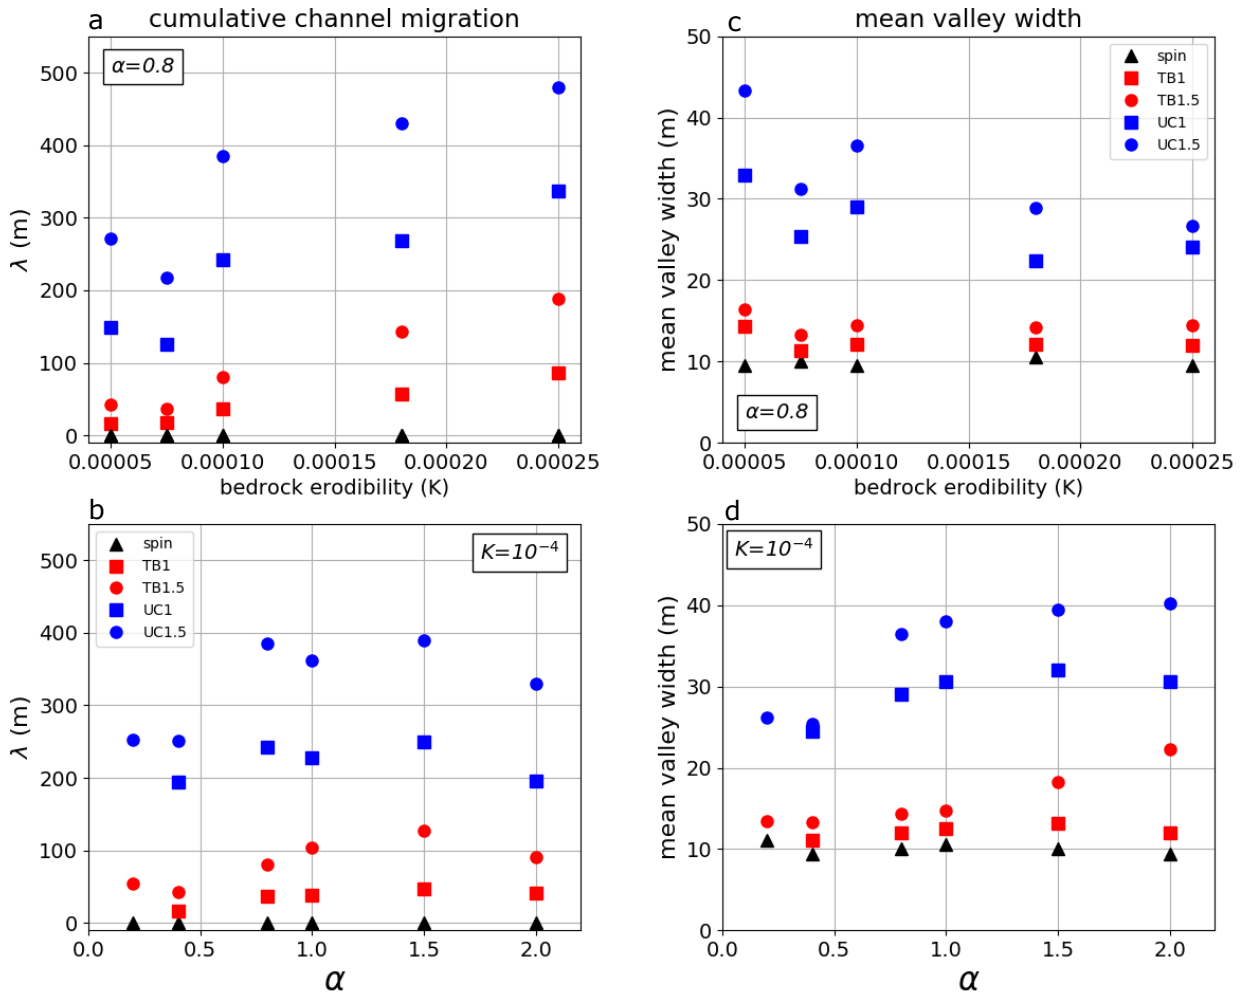 a
cumulative channel migration
α=0.8
500
400
300
200
100
0
λ (m)
0.00005 0.00010 0.00015 0.00020 0.00025
bedrock erodibility (K)
c
mean valley width
50
40
30
20
10
0
mean valley width (m)
spin
TB1
TB1.5
UC1
UC1.5
α=0.8
0.00005 0.00010 0.00015 0.00020 0.00025
bedrock erodibility (K)
b
spin
TB1
TB1.5
UC1
UC1.5
K=10⁻⁴
500
400
300
200
100
0
λ (m)
0.0 0.5 1.0 1.5 2.0
α
d
K=10⁻⁴
50
40
30
20
10
0
mean valley width (m)
0.0 0.5 1.0 1.5 2.0
α